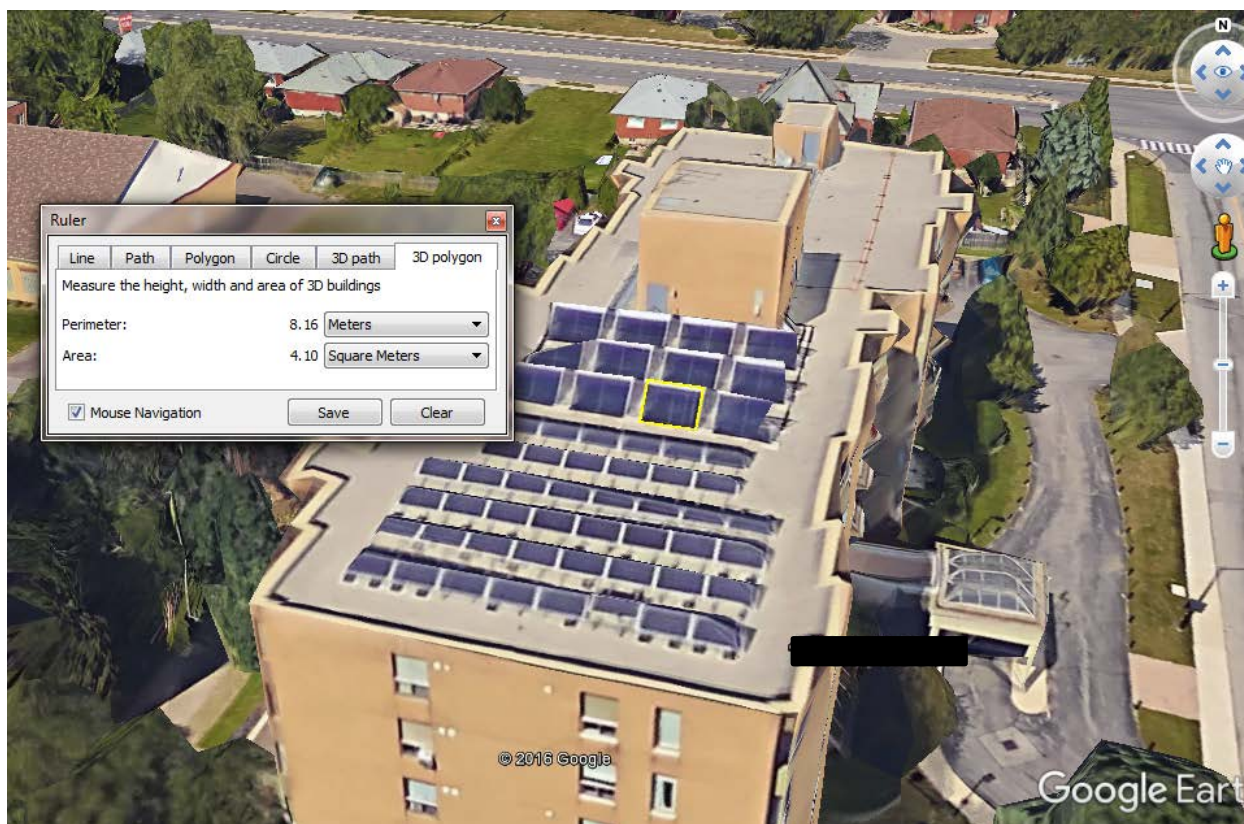 N
Ruler
Line Path Polygon Circle 3D path 3D polygon
Measure the height, width and area of 3D buildings
Perimeter: 8.16 Meters
Area: 4.10 Square Meters
Mouse Navigation Save Clear
© 2016 Google
Google Eart